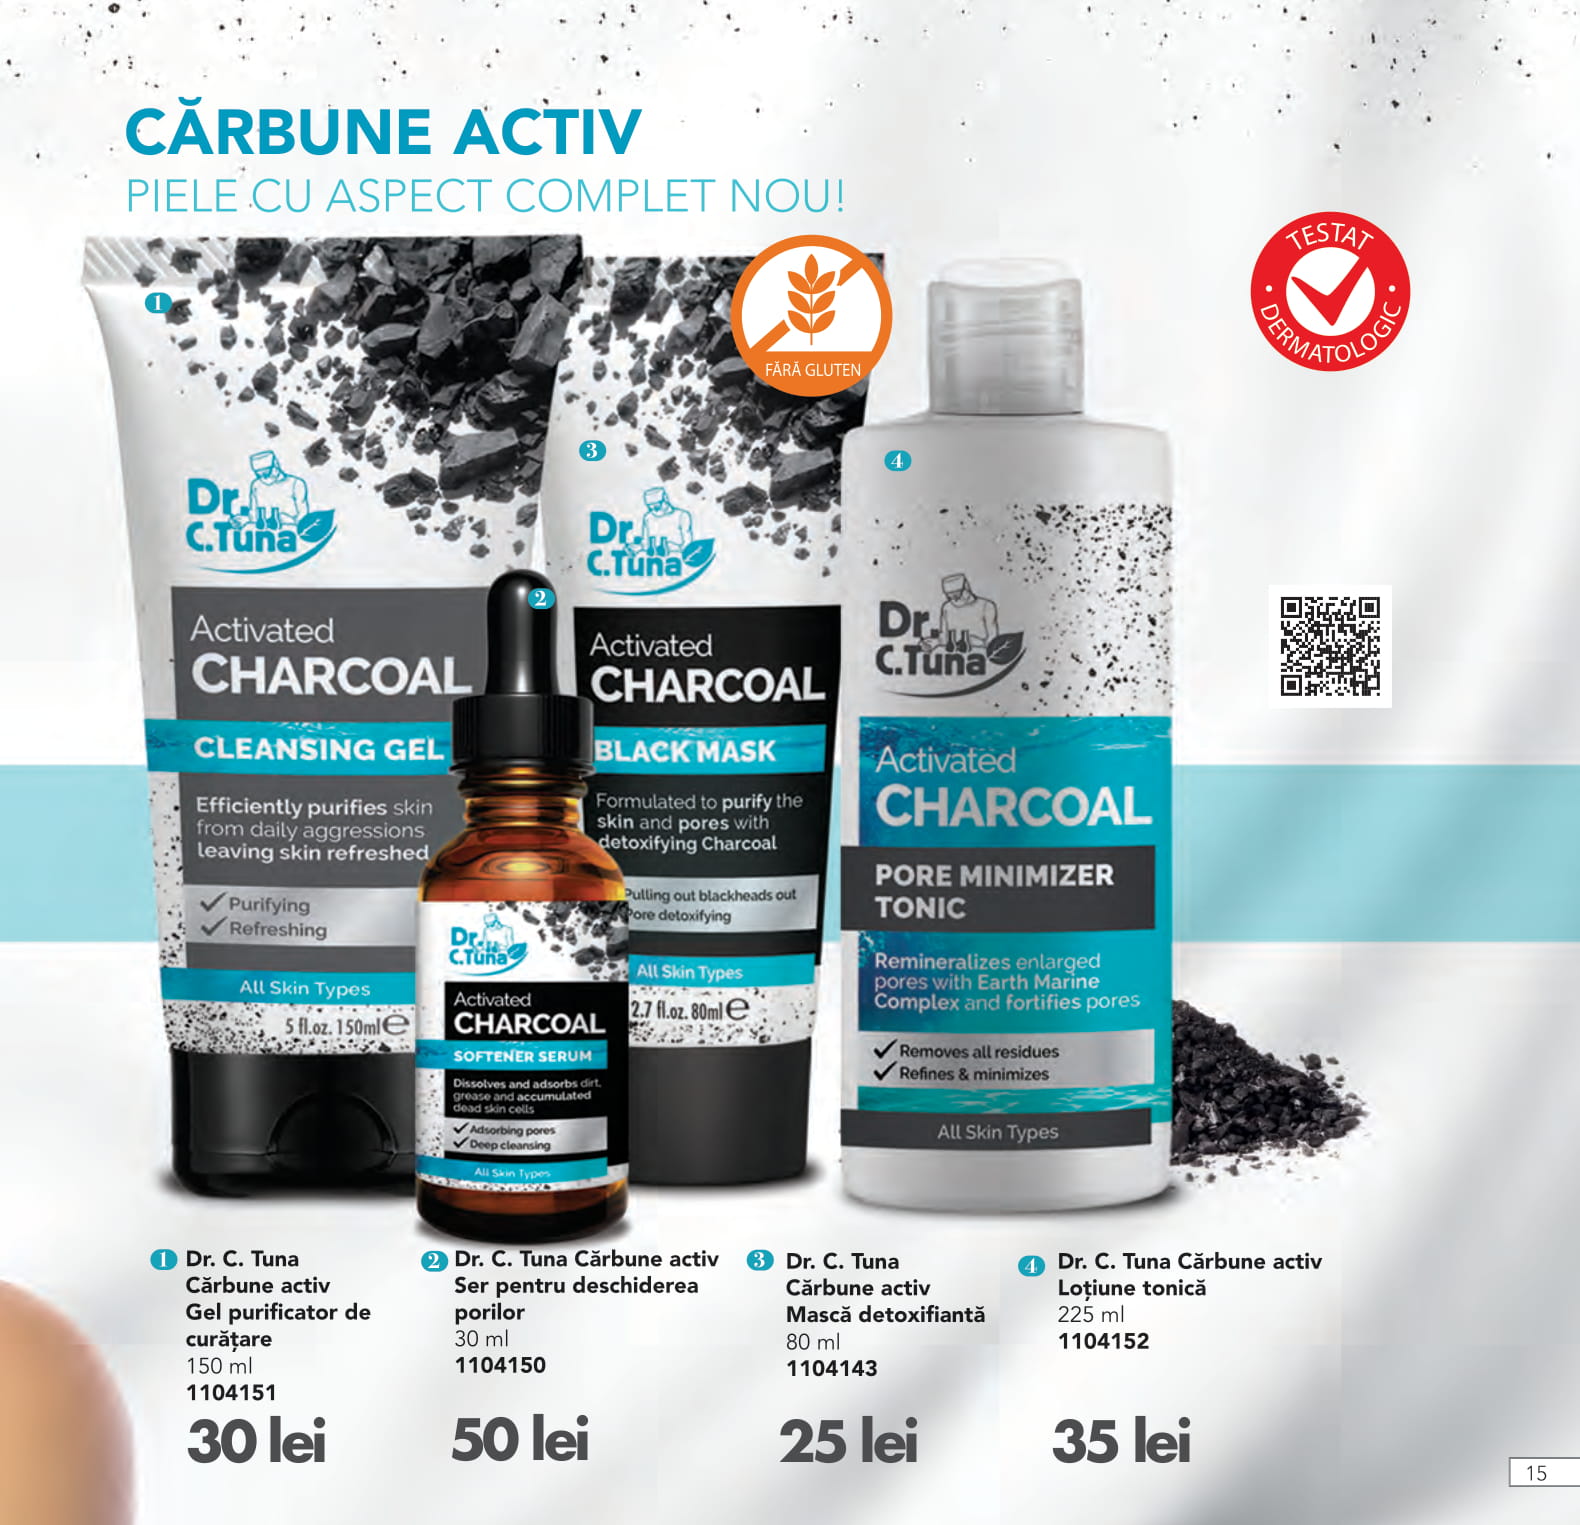 CĂRBUNE ACTIV
PIELE CU ASPECT COMPLET NOU!
TESTAT
DERMATOLOGIC
FĂRĂ GLUTEN
1
Dr.
C.Tuna
Activated
CHARCOAL
CLEANSING GEL
Efficiently purifies skin
from daily aggressions
leaving skin refreshed
Purifying
Refreshing
All Skin Types
5 fl.oz. 150ml℮
2
Dr.
C.Tuna
Activated
CHARCOAL
SOFTENER SERUM
Dissolves and adsorbs dirt,
grease and accumulated
dead skin cells
Adsorbing pores
Deep cleansing
All Skin Types
3
Dr.
C.Tuna
Activated
CHARCOAL
BLACK MASK
Formulated to purify the
skin and pores with
detoxifying Charcoal
Pulling out blackheads out
Pore detoxifying
All Skin Types
2.7 fl.oz. 80ml℮
4
Dr.
C.Tuna
Activated
CHARCOAL
PORE MINIMIZER
TONIC
Remineralizes enlarged
pores with Earth Marine
Complex and fortifies pores
Removes all residues
Refines & minimizes
All Skin Types
1 Dr. C. Tuna
Cărbune activ
Gel purificator de
curățare
150 ml
1104151
30 lei
2 Dr. C. Tuna Cărbune activ
Ser pentru deschiderea
porilor
30 ml
1104150
50 lei
3 Dr. C. Tuna
Cărbune activ
Mască detoxifiantă
80 ml
1104143
25 lei
4 Dr. C. Tuna Cărbune activ
Loțiune tonică
225 ml
1104152
35 lei
15